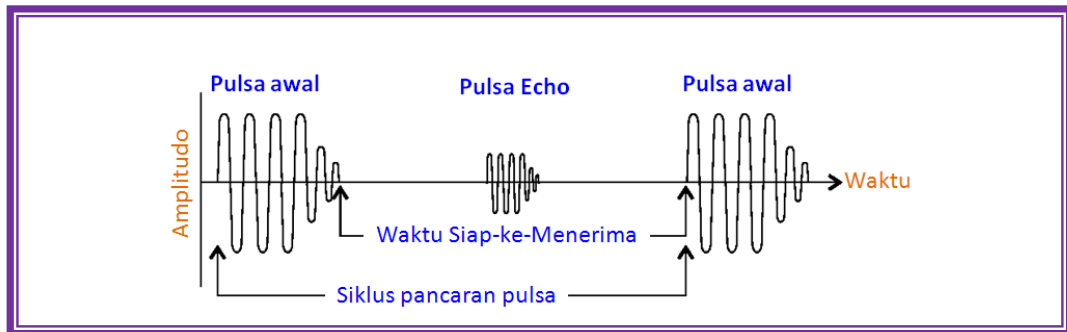 Pulsa awal
Pulsa Echo
Pulsa awal
Amplitudo
Waktu
Waktu Siap-ke-Menerima
Siklus pancaran pulsa